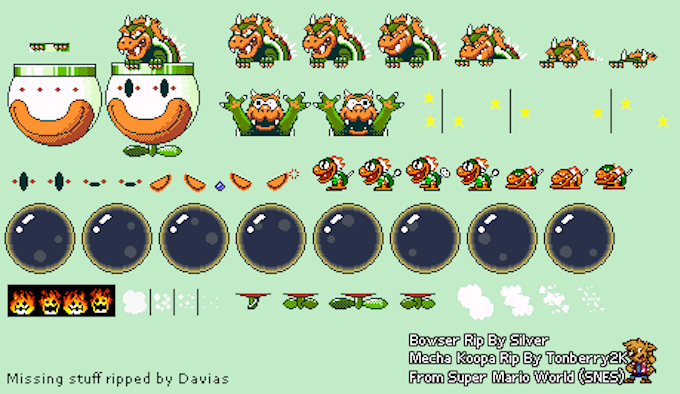 Bowser Rip By Silver
Mecha Koopa Rip By Tonberry2K
From Super Mario World (SNES)
Missing stuff ripped by Davias